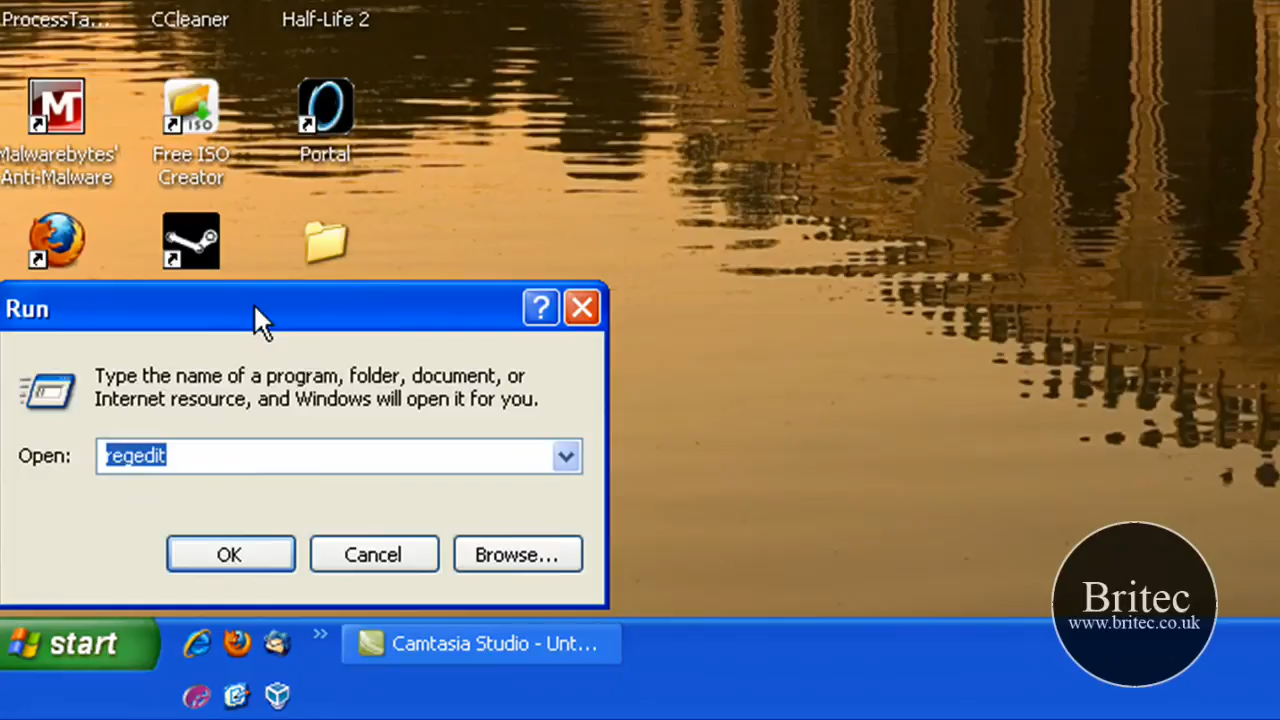 ProcessTa...
CCleaner
Half-Life 2
Malwarebytes'
Anti-Malware
Free ISO
Creator
Portal
ISO
Run
Type the name of a program, folder, document, or
Internet resource, and Windows will open it for you.
Open:
regedit
OK
Cancel
Browse...
start
Camtasia Studio - Unt...
Britec
www.britec.co.uk